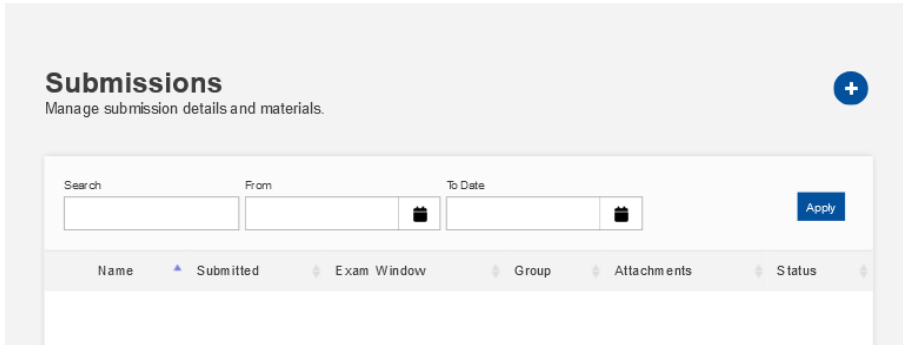 Submissions
Manage submission details and materials.
Search From To Date
Apply
Name Submitted Exam Window Group Attachments Status